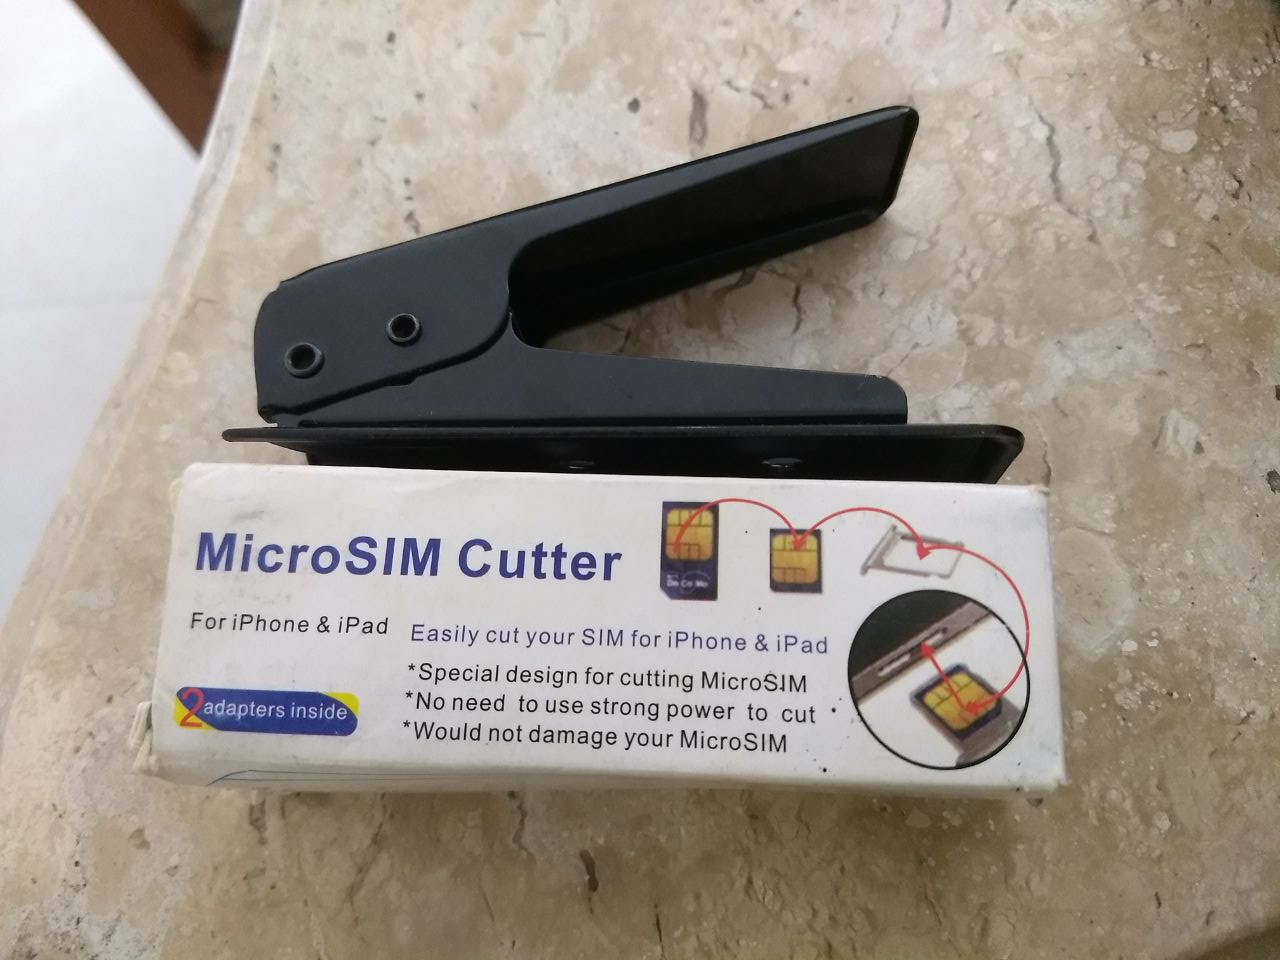 MicroSIM Cutter
For iPhone & iPad
Easily cut your SIM for iPhone & iPad
*Special design for cutting MicroSIM
*No need to use strong power to cut
*Would not damage your MicroSIM
2 adapters inside
DoCoMo